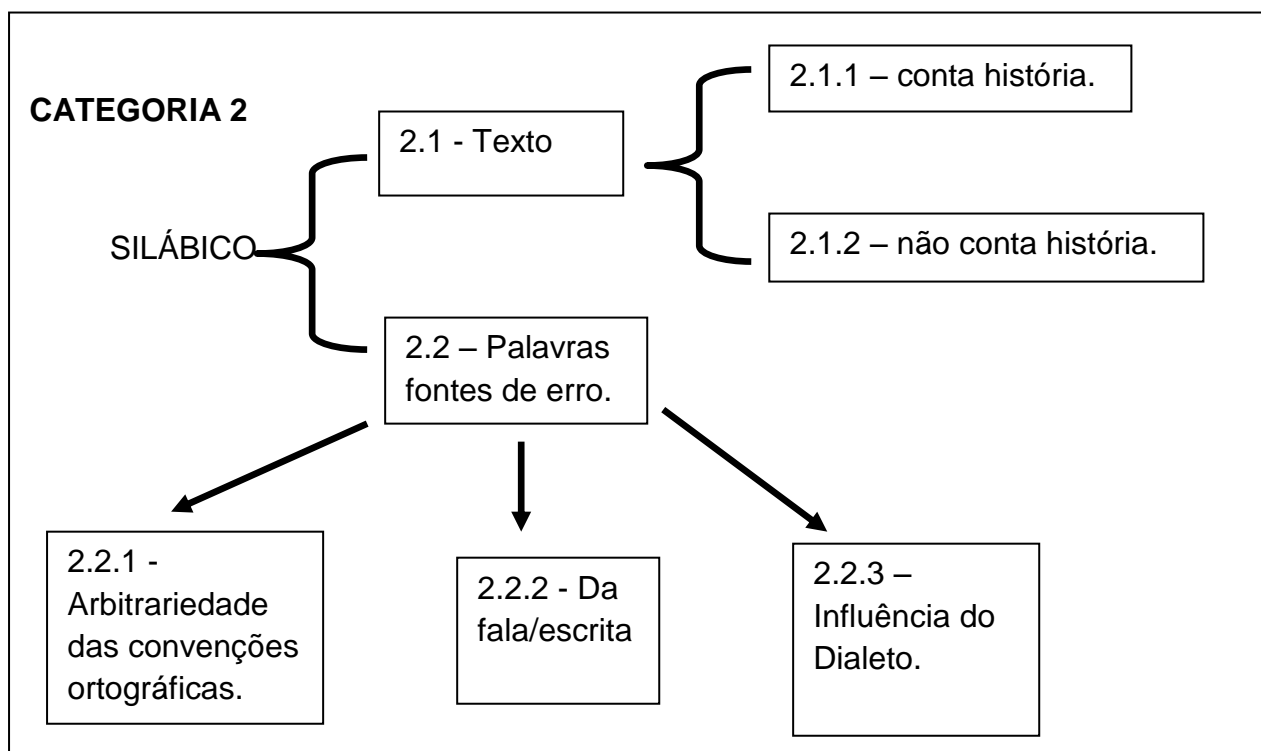 2.1.1 – conta história.
CATEGORIA 2
2.1 - Texto
SILÁBICO
2.1.2 – não conta história.
2.2 – Palavras
fontes de erro.
2.2.1 -
Arbitrariedade
das convenções
ortográficas.
2.2.2 - Da
fala/escrita
2.2.3 –
Influência do
Dialeto.